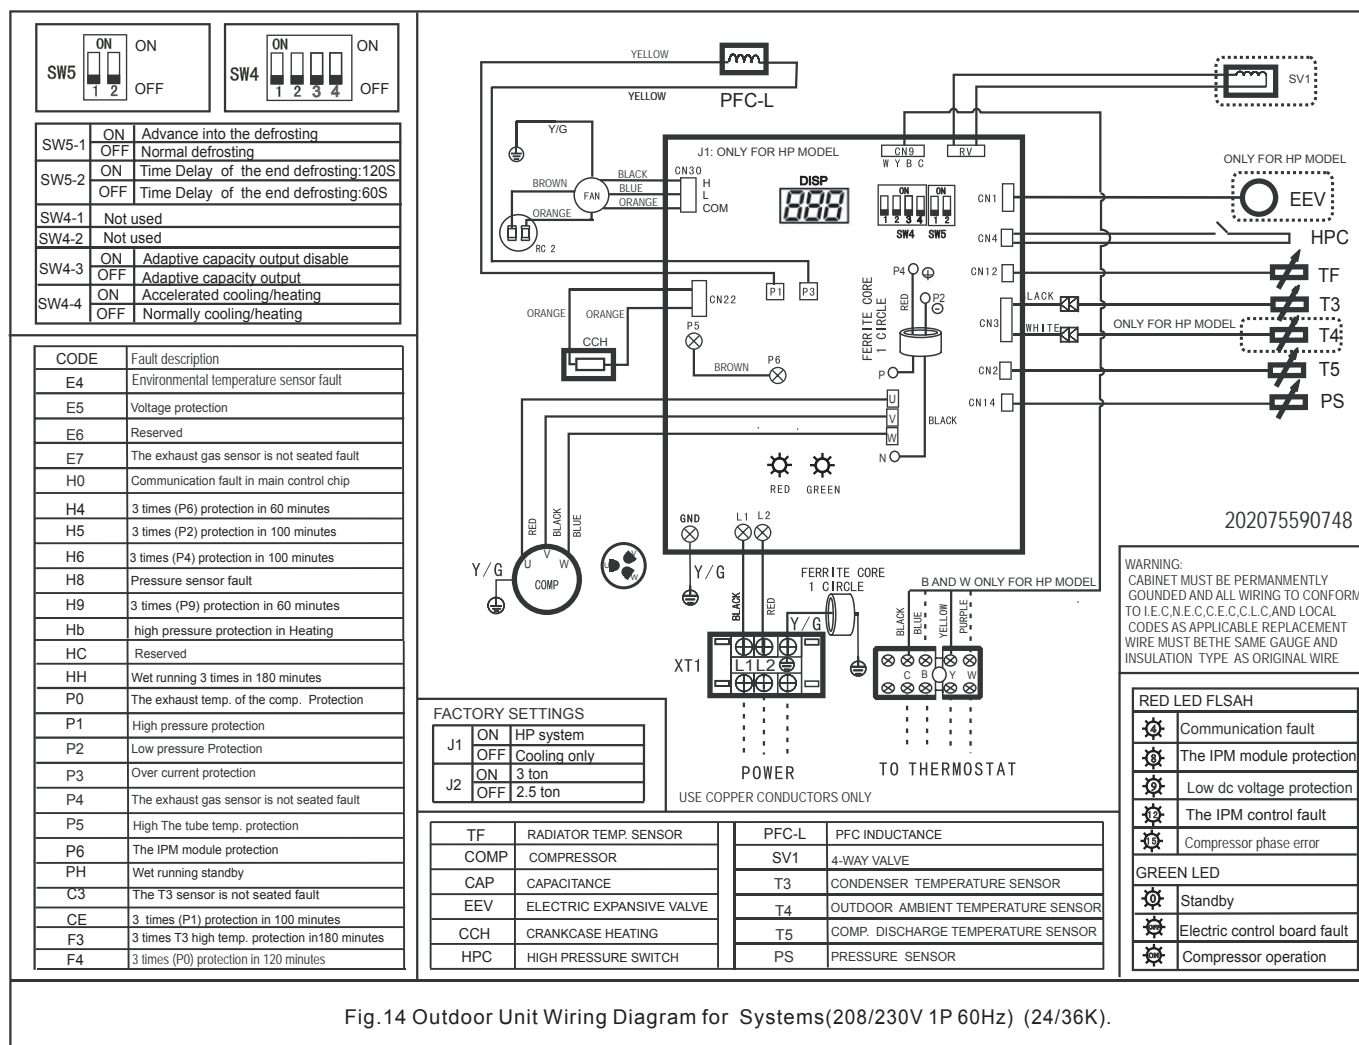 SW5
ON
1 2
ON
OFF
SW4
ON
1 2 3 4
ON
OFF
SW5-1 ON Advance into the defrosting
OFF Normal defrosting
SW5-2 ON Time Delay of the end defrosting:120S
OFF Time Delay of the end defrosting:60S
SW4-1 Not used
SW4-2 Not used
SW4-3 ON Adaptive capacity output disable
OFF Adaptive capacity output
SW4-4 ON Accelerated cooling/heating
OFF Normally cooling/heating
CODE Fault description
E4 Environmental temperature sensor fault
E5 Voltage protection
E6 Reserved
E7 The exhaust gas sensor is not seated fault
H0 Communication fault in main control chip
H4 3 times (P6) protection in 60 minutes
H5 3 times (P2) protection in 100 minutes
H6 3 times (P4) protection in 100 minutes
H8 Pressure sensor fault
H9 3 times (P9) protection in 60 minutes
Hb high pressure protection in Heating
HC Reserved
HH Wet running 3 times in 180 minutes
P0 The exhaust temp. of the comp. Protection
P1 High pressure protection
P2 Low pressure Protection
P3 Over current protection
P4 The exhaust gas sensor is not seated fault
P5 High The tube temp. protection
P6 The IPM module protection
PH Wet running standby
C3 The T3 sensor is not seated fault
CE 3 times (P1) protection in 100 minutes
F3 3 times T3 high temp. protection in180 minutes
F4 3 times (P0) protection in 120 minutes
YELLOW
YELLOW
PFC-L
SV1
Y/G
J1: ONLY FOR HP MODEL
CN9
W Y B C
RV
BROWN
FAN
BLACK
BLUE
ORANGE
ORANGE
RC 2
CN30
H
L
COM
DISP
888
ON
1 2 3 4
SW4
ON
1 2
SW5
CN1
CN4
CN12
CN3
CN2
CN14
ONLY FOR HP MODEL
EEV
HPC
TF
BLACK
T3
WHITE
ONLY FOR HP MODEL
T4
T5
PS
P1
P3
CN22
ORANGE
ORANGE
CCH
P5
BROWN
P6
FERRITE CORE
1 CIRCLE
P4
RED
P2
P
U
V
W
BLACK
N
RED
GREEN
RED
BLACK
BLUE
Y/G
U V W
COMP
U V W
GND
Y/G
L1 L2
BLACK
RED
FERRITE CORE
1 CIRCLE
Y/G
XT1
L1 L2
POWER
B AND W ONLY FOR HP MODEL
BLACK
BLUE
YELLOW
PURPLE
C B Y W
TO THERMOSTAT
USE COPPER CONDUCTORS ONLY
202075590748
WARNING:
CABINET MUST BE PERMANMENTLY
GOUNDED AND ALL WIRING TO CONFORM
TO I.E.C,N.E.C,C.E.C,C.L.C,AND LOCAL
CODES AS APPLICABLE REPLACEMENT
WIRE MUST BETHE SAME GAUGE AND
INSULATION TYPE AS ORIGINAL WIRE
FACTORY SETTINGS
J1 ON HP system
OFF Cooling only
J2 ON 3 ton
OFF 2.5 ton
TF RADIATOR TEMP. SENSOR PFC-L PFC INDUCTANCE
COMP COMPRESSOR SV1 4-WAY VALVE
CAP CAPACITANCE T3 CONDENSER TEMPERATURE SENSOR
EEV ELECTRIC EXPANSIVE VALVE T4 OUTDOOR AMBIENT TEMPERATURE SENSOR
CCH CRANKCASE HEATING T5 COMP. DISCHARGE TEMPERATURE SENSOR
HPC HIGH PRESSURE SWITCH PS PRESSURE SENSOR
RED LED FLSAH
4 Communication fault
8 The IPM module protection
9 Low dc voltage protection
12 The IPM control fault
15 Compressor phase error
GREEN LED
0 Standby
OFF Electric control board fault
ON Compressor operation
Fig.14 Outdoor Unit Wiring Diagram for Systems(208/230V 1P 60Hz) (24/36K).